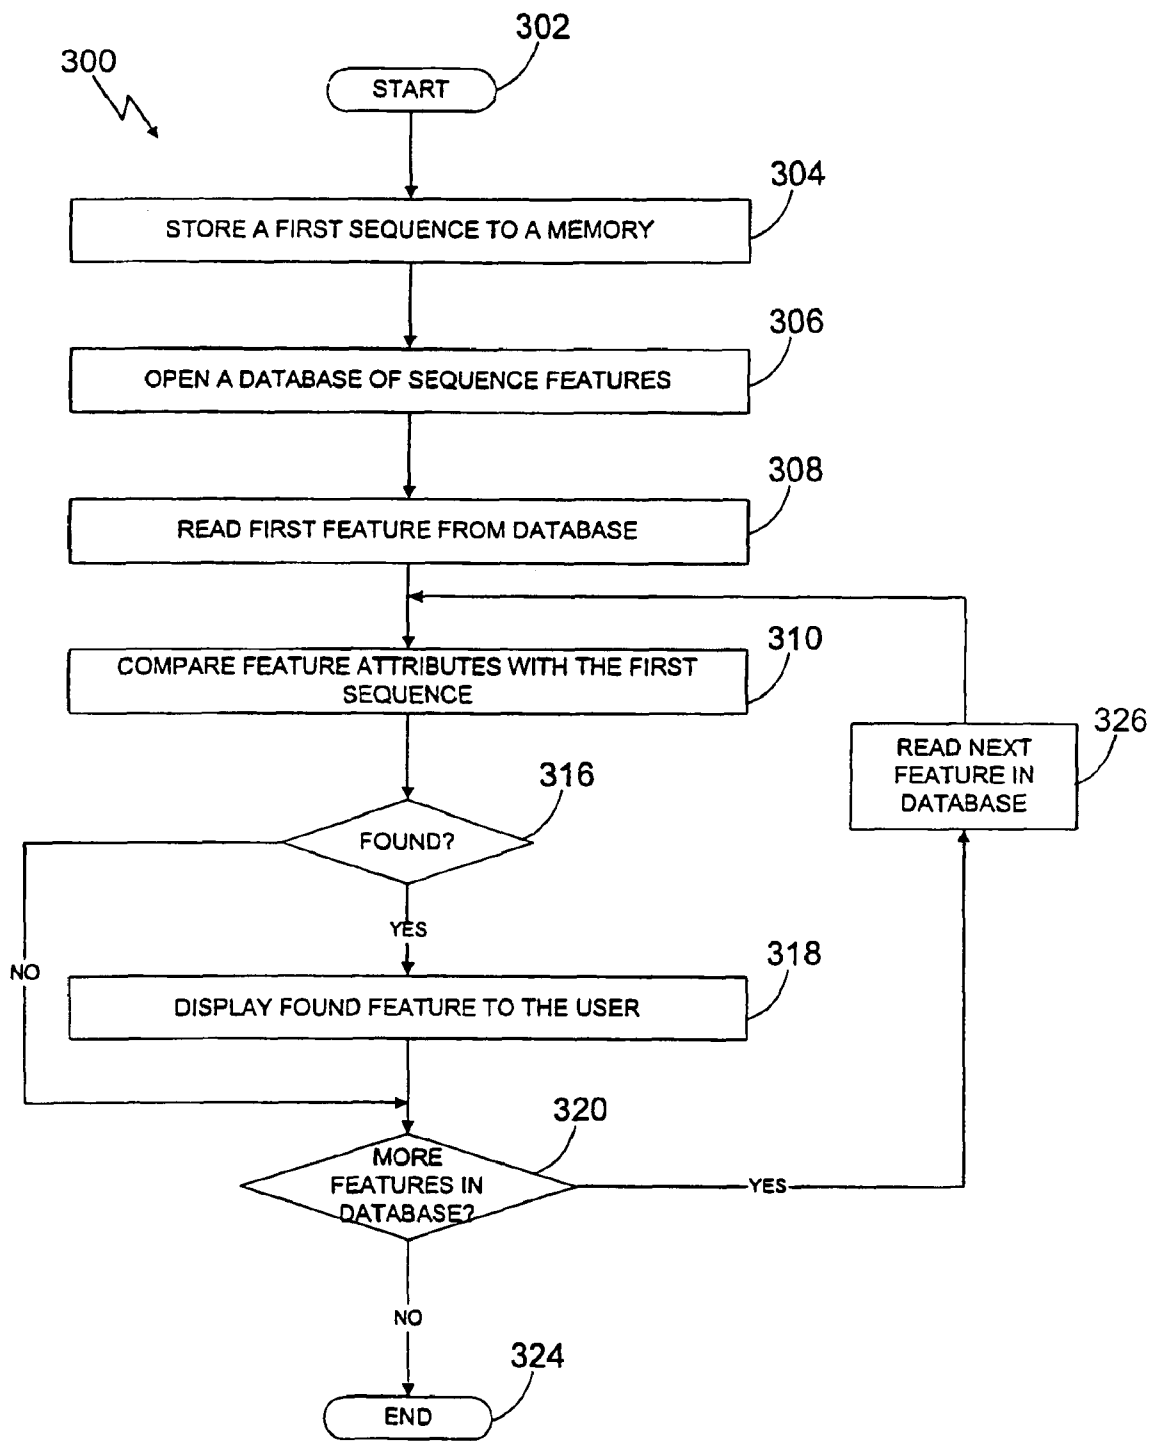 302
300
START
304
STORE A FIRST SEQUENCE TO A MEMORY
306
OPEN A DATABASE OF SEQUENCE FEATURES
308
READ FIRST FEATURE FROM DATABASE
310
COMPARE FEATURE ATTRIBUTES WITH THE FIRST
SEQUENCE
326
READ NEXT
FEATURE IN
DATABASE
316
FOUND?
YES
NO
318
DISPLAY FOUND FEATURE TO THE USER
320
MORE
FEATURES IN
DATABASE?
YES
NO
324
END